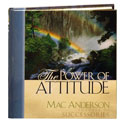 The POWER OF
ATTITUDE
MAC ANDERSON